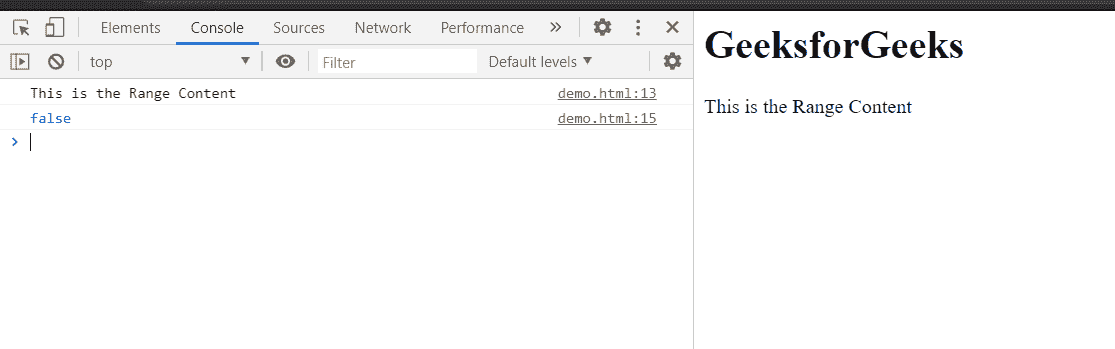 Elements Console Sources Network Performance »
top Filter Default levels
This is the Range Content demo.html:13
false demo.html:15
GeeksforGeeks
This is the Range Content